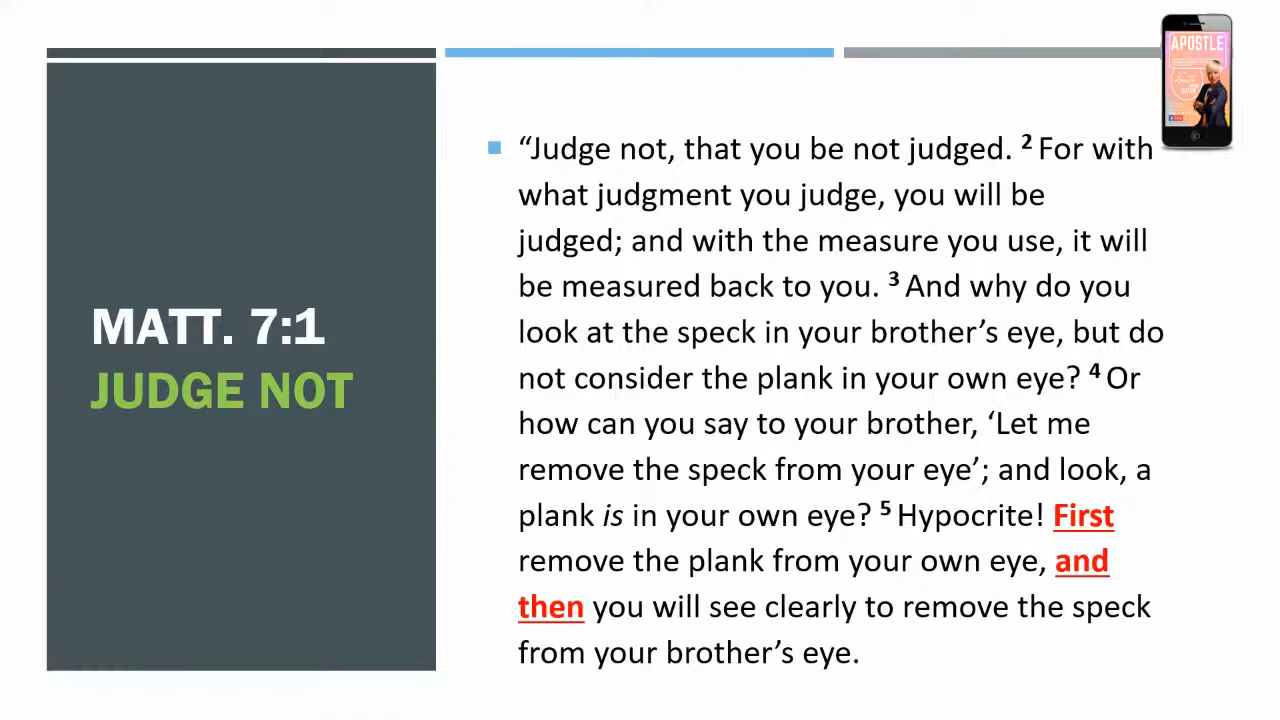 MATT. 7:1
JUDGE NOT
“Judge not, that you be not judged. 2 For with
what judgment you judge, you will be
judged; and with the measure you use, it will
be measured back to you. 3 And why do you
look at the speck in your brother’s eye, but do
not consider the plank in your own eye? 4 Or
how can you say to your brother, ‘Let me
remove the speck from your eye’; and look, a
plank is in your own eye? 5 Hypocrite! First
remove the plank from your own eye, and
then you will see clearly to remove the speck
from your brother’s eye.
APOSTLE